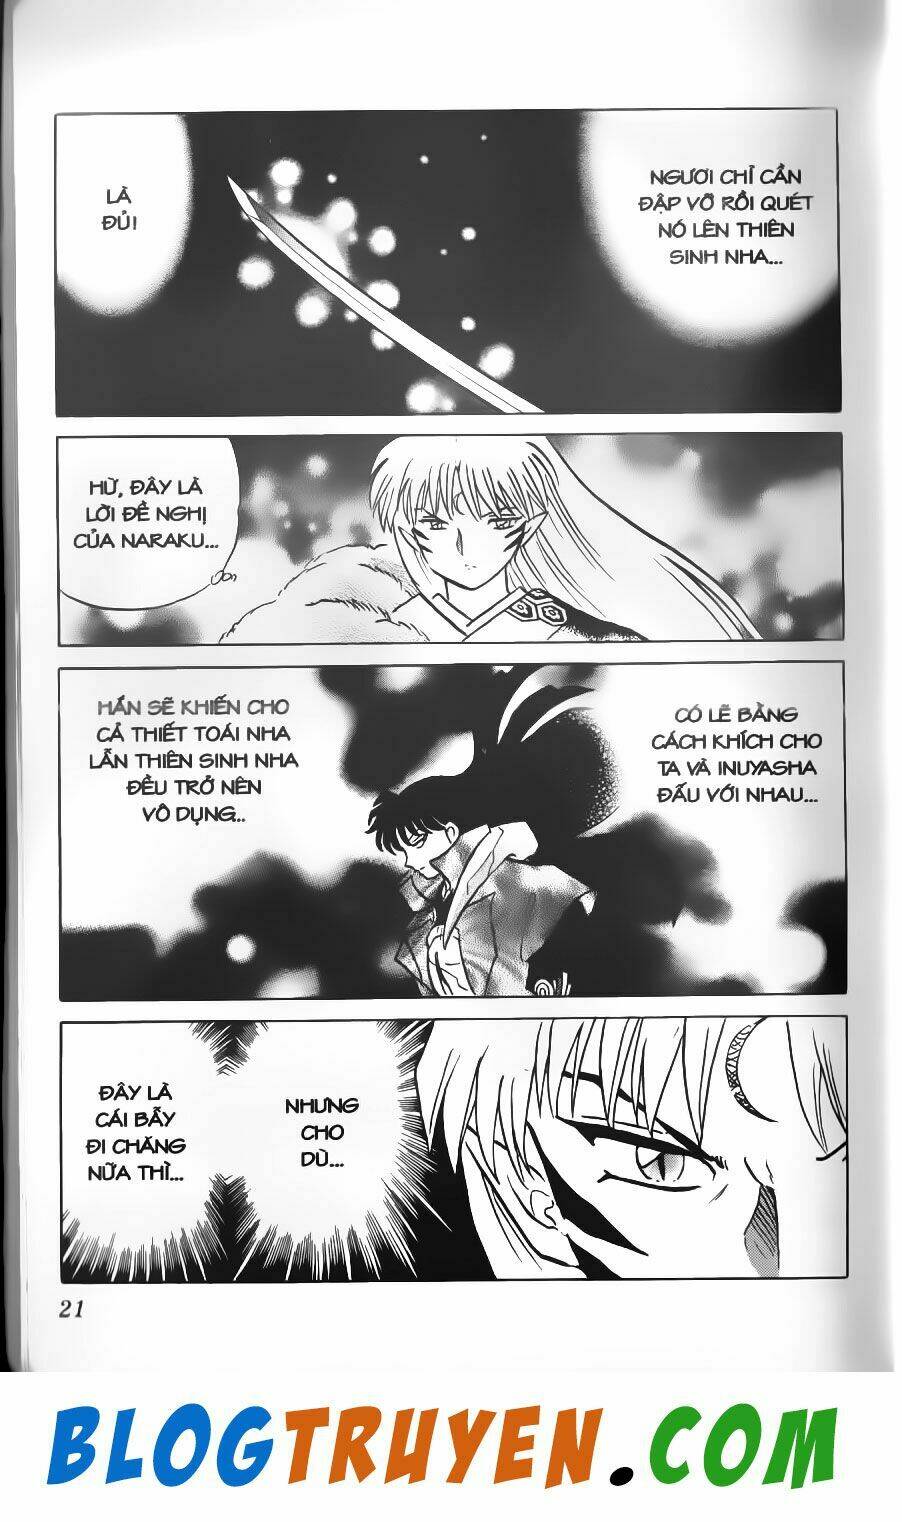 NGƯƠI CHỈ CẦN
ĐẬP VỠ RỒI QUÉT
NÓ LÊN THIÊN
SINH NHA...
LÀ
ĐỦ!
HỪ, ĐÂY LÀ
LỜI ĐỀ NGHỊ
CỦA NARAKU...
CÓ LẼ BẰNG
CÁCH KHÍCH CHO
TA VÀ INUYASHA
ĐẤU VỚI NHAU...
HẮN SẼ KHIẾN CHO
CẢ THIẾT TOÁI NHA
LẪN THIÊN SINH NHA
ĐỀU TRỞ NÊN
VÔ DỤNG...
NHƯNG
CHO
DÙ...
ĐÂY LÀ
CÁI BẪY
ĐI CHĂNG
NỮA THÌ...
21
BLOGTRUYEN.COM